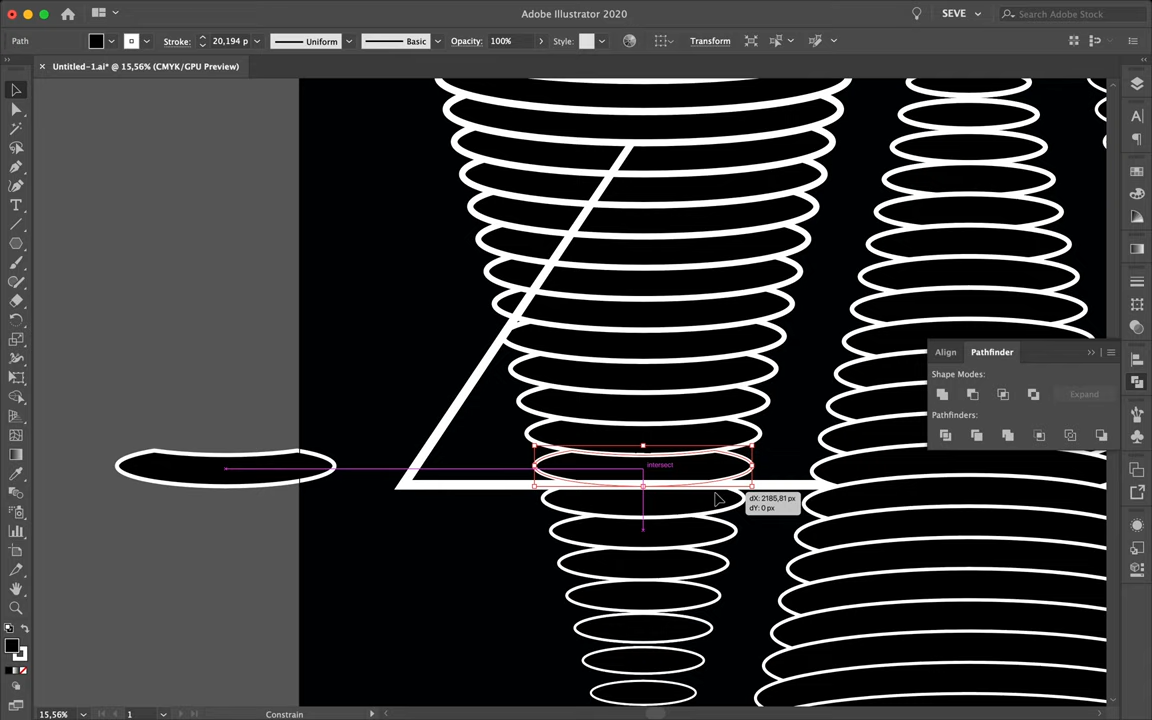 Adobe Illustrator 2020
SEVE
Search Adobe Stock
Path
Stroke:
20,194 p
Uniform
Basic
Opacity:
100%
Style:
Transform
Untitled-1.ai* @ 15,56% (CMYK/GPU Preview)
Align
Pathfinder
Shape Modes:
Expand
Pathfinders:
intersect
dX: 2185,81 px
dY: 0 px
15,56%
1
Constrain